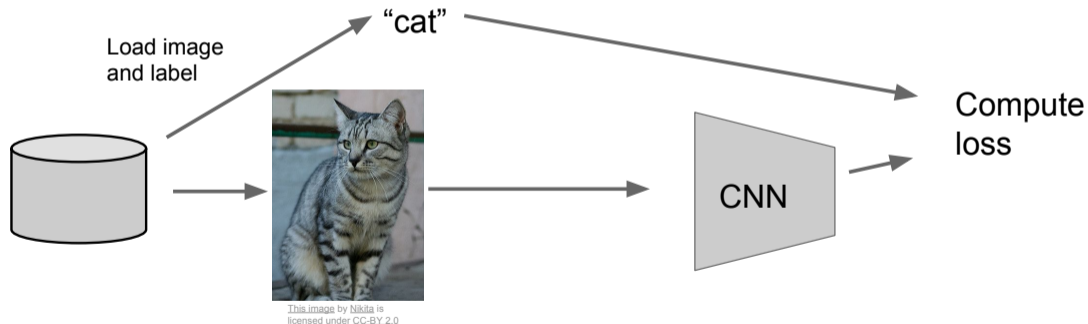 “cat”
Load image
and label
Compute
loss
CNN
This image by Nikita is
licensed under CC-BY 2.0